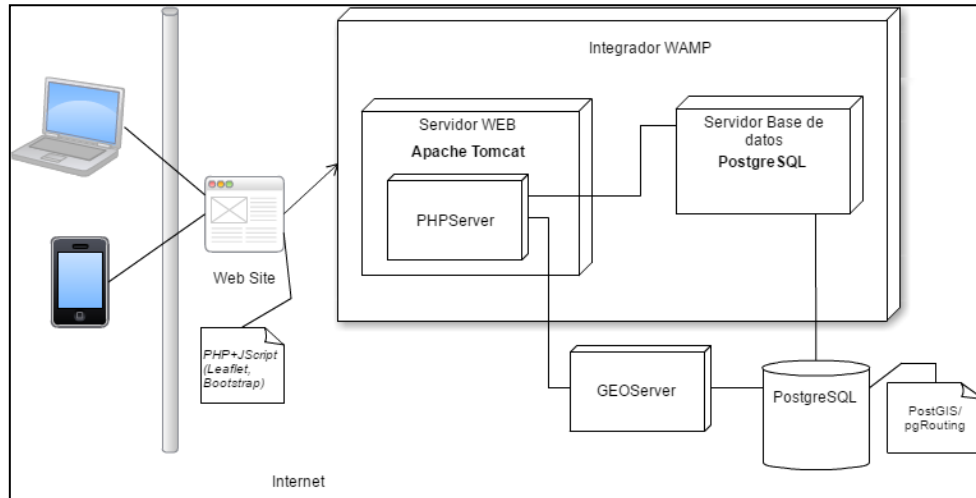 Integrador WAMP
Servidor WEB
Apache Tomcat
PHPServer
Servidor Base de
datos
PostgreSQL
Web Site
PHP+JScript
(Leaflet,
Bootstrap)
GEOServer
PostgreSQL
PostGIS/
pgRouting
Internet